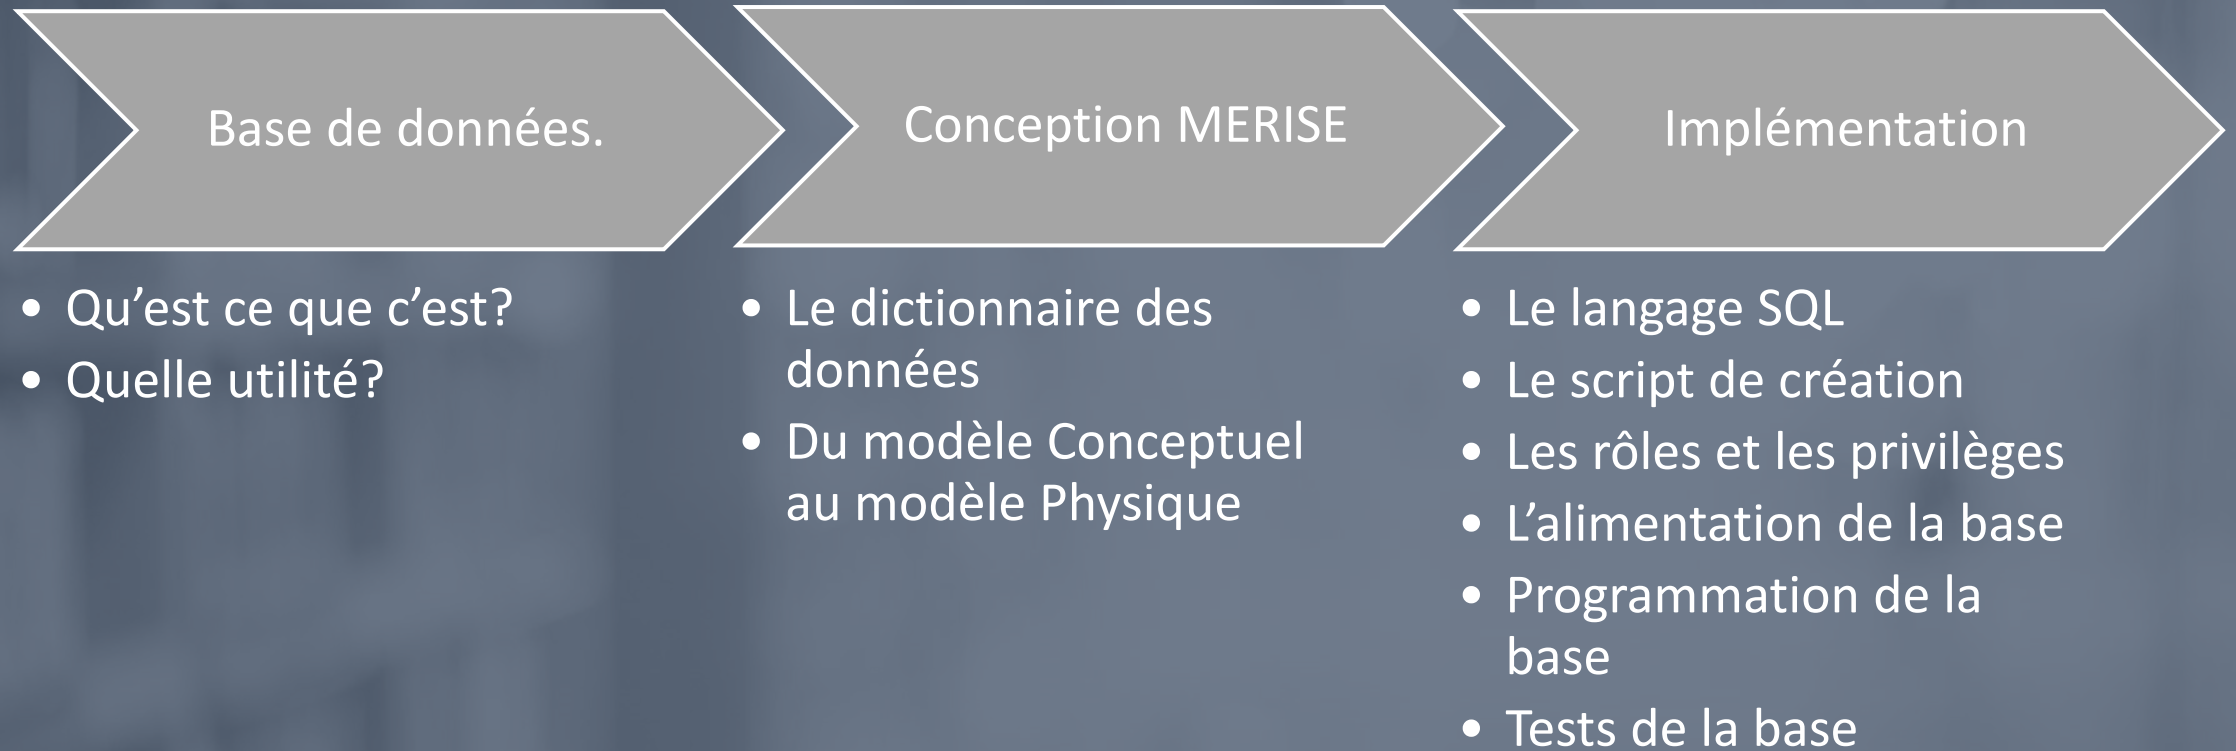 Base de données.
Conception MERISE
Implémentation
• Qu’est ce que c’est?
• Quelle utilité?
• Le dictionnaire des
données
• Du modèle Conceptuel
au modèle Physique
• Le langage SQL
• Le script de création
• Les rôles et les privilèges
• L’alimentation de la base
• Programmation de la
base
• Tests de la base